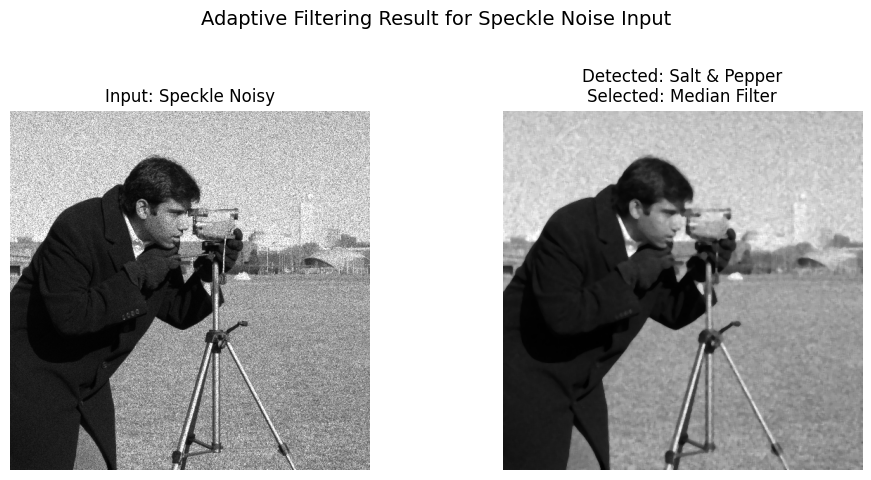 Adaptive Filtering Result for Speckle Noise Input
Input: Speckle Noisy
Detected: Salt & Pepper
Selected: Median Filter